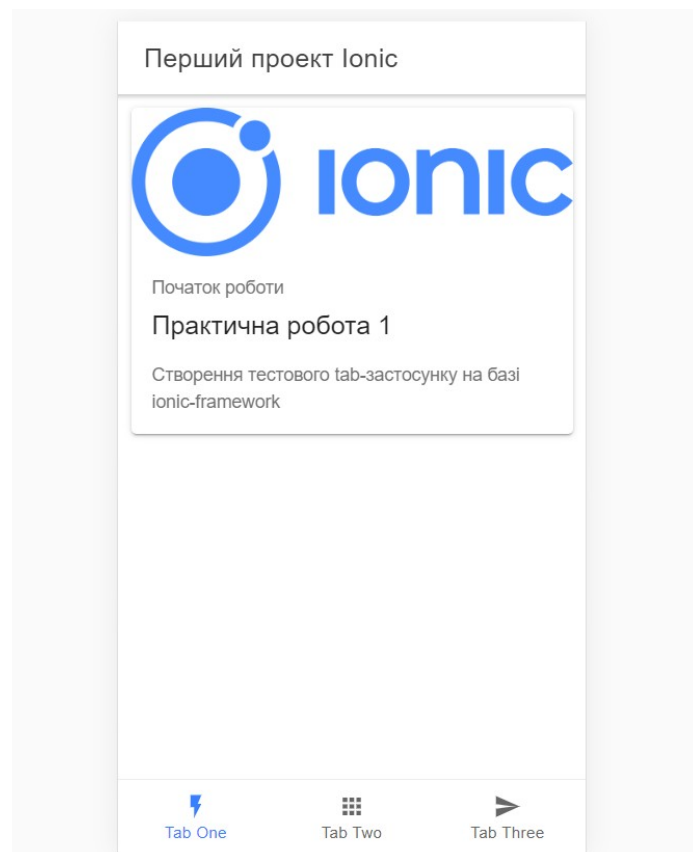 Перший проект Ionic
IONIC
Початок роботи
Практична робота 1
Створення тестового tab-застосунку на базі
ionic-framework
Tab One Tab Two Tab Three